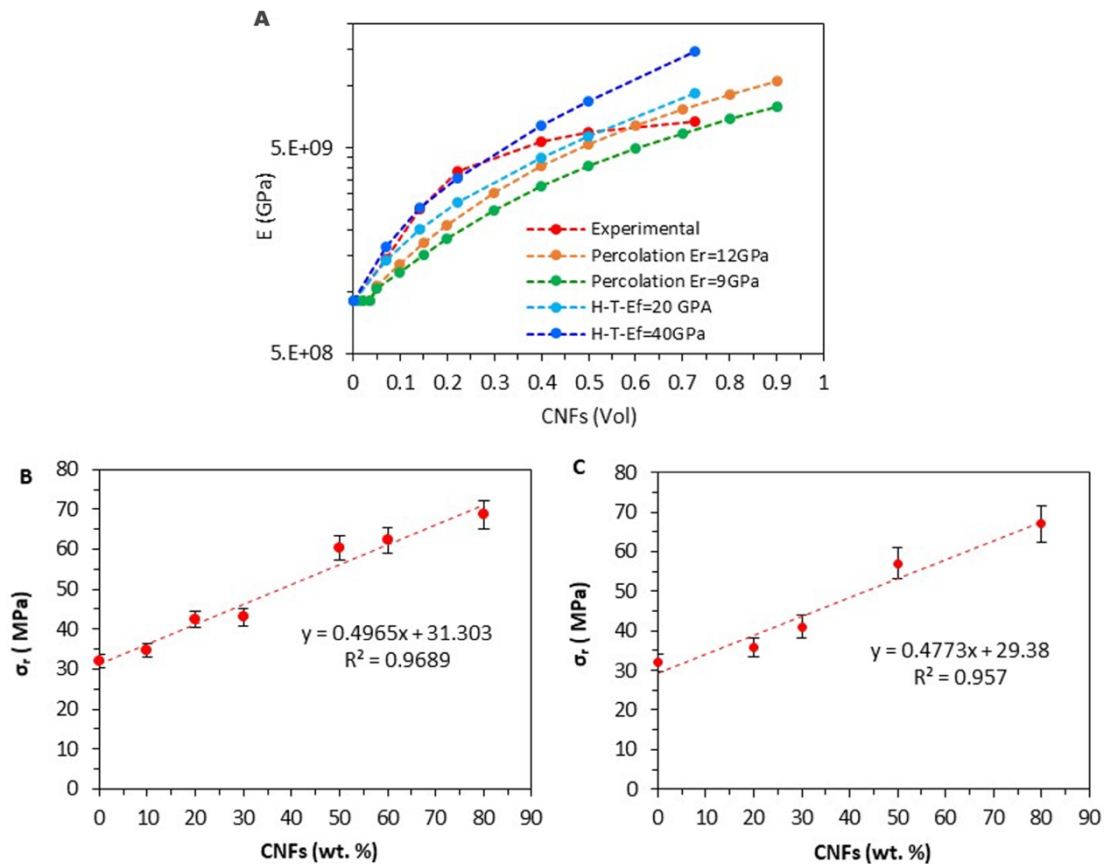 A
E (GPa)
5.E+09
5.E+08
Experimental
Percolation Er=12GPa
Percolation Er=9GPa
H-T-Ef=20 GPA
H-T-Ef=40GPa
0 0.1 0.2 0.3 0.4 0.5 0.6 0.7 0.8 0.9 1
CNFs (Vol)
B
σr ( MPa)
80
70
60
50
40
30
20
10
0
y = 0.4965x + 31.303
R² = 0.9689
0 10 20 30 40 50 60 70 80 90
CNFs (wt. %)
C
σr ( MPa)
80
70
60
50
40
30
20
10
0
y = 0.4773x + 29.38
R² = 0.957
0 10 20 30 40 50 60 70 80 90
CNFs (wt. %)